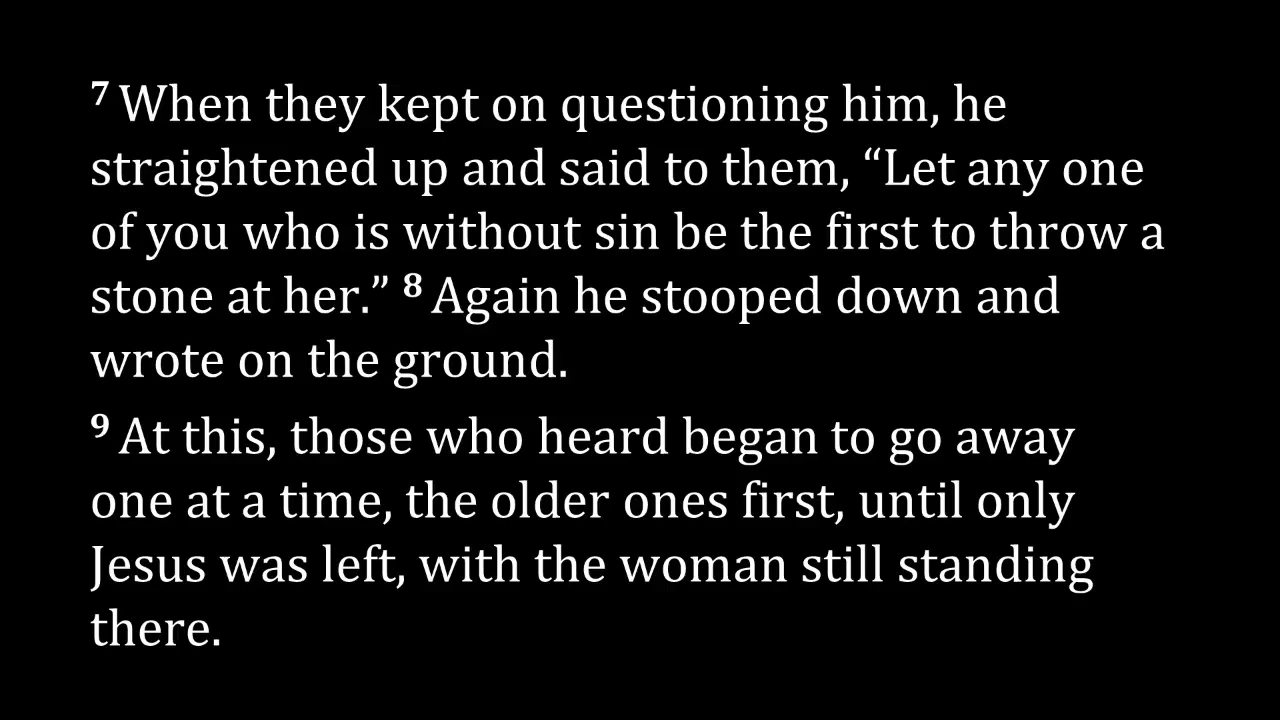 7 When they kept on questioning him, he
straightened up and said to them, “Let any one
of you who is without sin be the first to throw a
stone at her.” 8 Again he stooped down and
wrote on the ground.
9 At this, those who heard began to go away
one at a time, the older ones first, until only
Jesus was left, with the woman still standing
there.